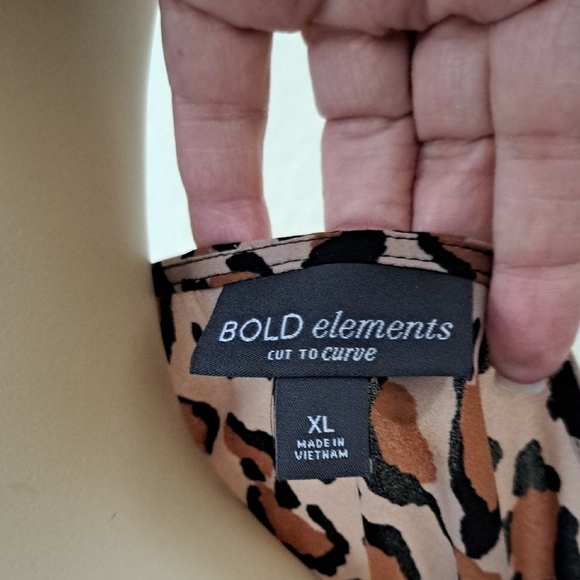 BOLD elements
CUT TO curve
XL
MADE IN
VIETNAM